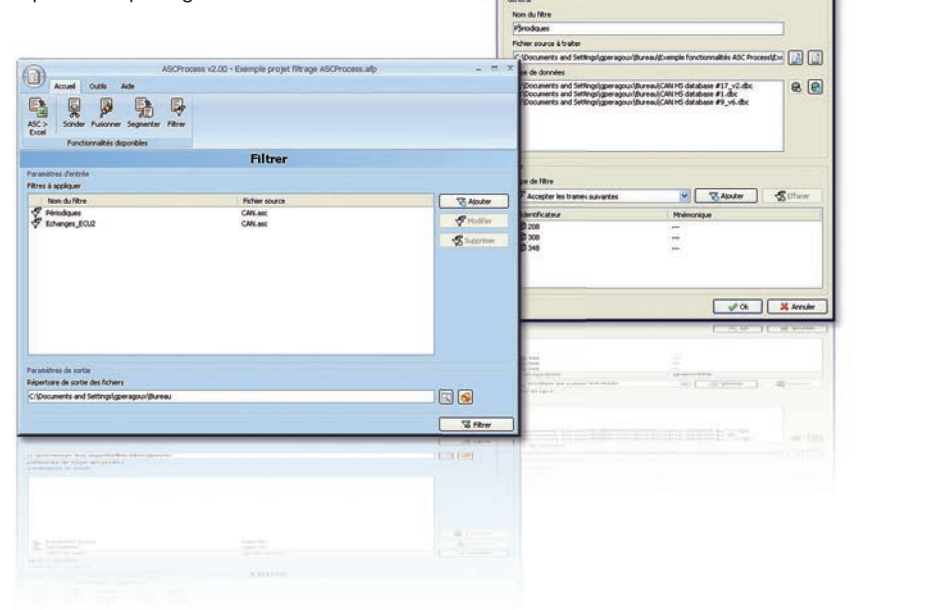 Nom du filtre
Périodiques
Fichier source à traiter
C:\Documents and Settings\gperagoux\Bureau\Exemple fonctionnalités ASC Process\Exe
de données
\Documents and Settings\gperagoux\Bureau\CAN HS database #17_v2.dbc
\Documents and Settings\gperagoux\Bureau\CAN HS database #1.dbc
\Documents and Settings\gperagoux\Bureau\CAN HS database #9_v6.dbc
de filtre
Accepter les trames suivantes
Ajouter
Effacer
Identificateur Mnémonique
208 ---
308 ---
348 ---
Ok
Annuler
ASCProcess v2.00 - Exemple projet filtrage ASCProcess.afp
Accueil Outils Aide
ASC > Excel
Scinder Fusionner Segmenter Filtrer
Fonctionnalités disponibles
Filtrer
Paramètres d'entrée
Filtres à appliquer
Nom du filtre Fichier source
Périodiques CAN.asc
Echanges_ECU2 CAN.asc
Ajouter
Modifier
Supprimer
Paramètres de sortie
Répertoire de sortie des fichiers
C:\Documents and Settings\gperagoux\Bureau
Filtrer